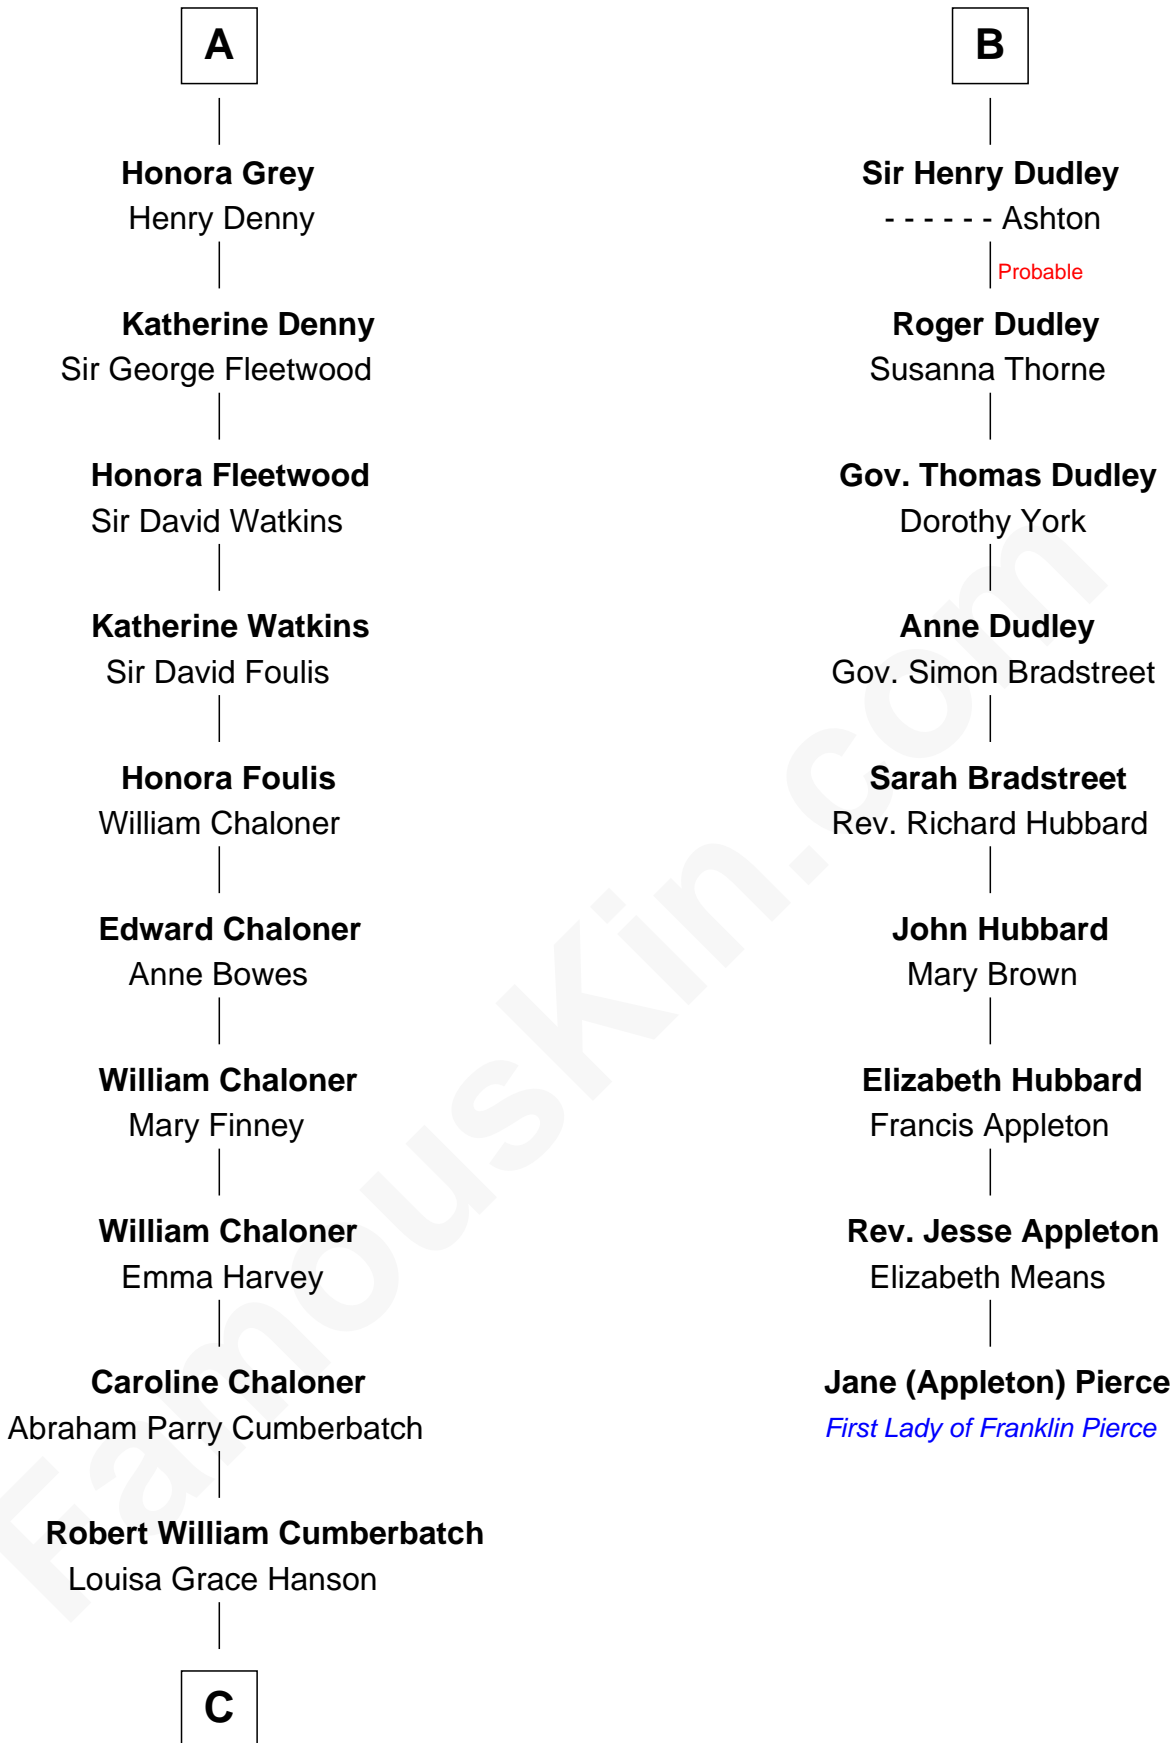 A
Honora Grey
Henry Denny
Katherine Denny
Sir George Fleetwood
Honora Fleetwood
Sir David Watkins
Katherine Watkins
Sir David Foulis
Honora Foulis
William Chaloner
Edward Chaloner
Anne Bowes
William Chaloner
Mary Finney
William Chaloner
Emma Harvey
Caroline Chaloner
Abraham Parry Cumberbatch
Robert William Cumberbatch
Louisa Grace Hanson
C
B
Sir Henry Dudley
- - - - - - Ashton
Probable
Roger Dudley
Susanna Thorne
Gov. Thomas Dudley
Dorothy York
Anne Dudley
Gov. Simon Bradstreet
Sarah Bradstreet
Rev. Richard Hubbard
John Hubbard
Mary Brown
Elizabeth Hubbard
Francis Appleton
Rev. Jesse Appleton
Elizabeth Means
Jane (Appleton) Pierce
First Lady of Franklin Pierce
FamousKin.com